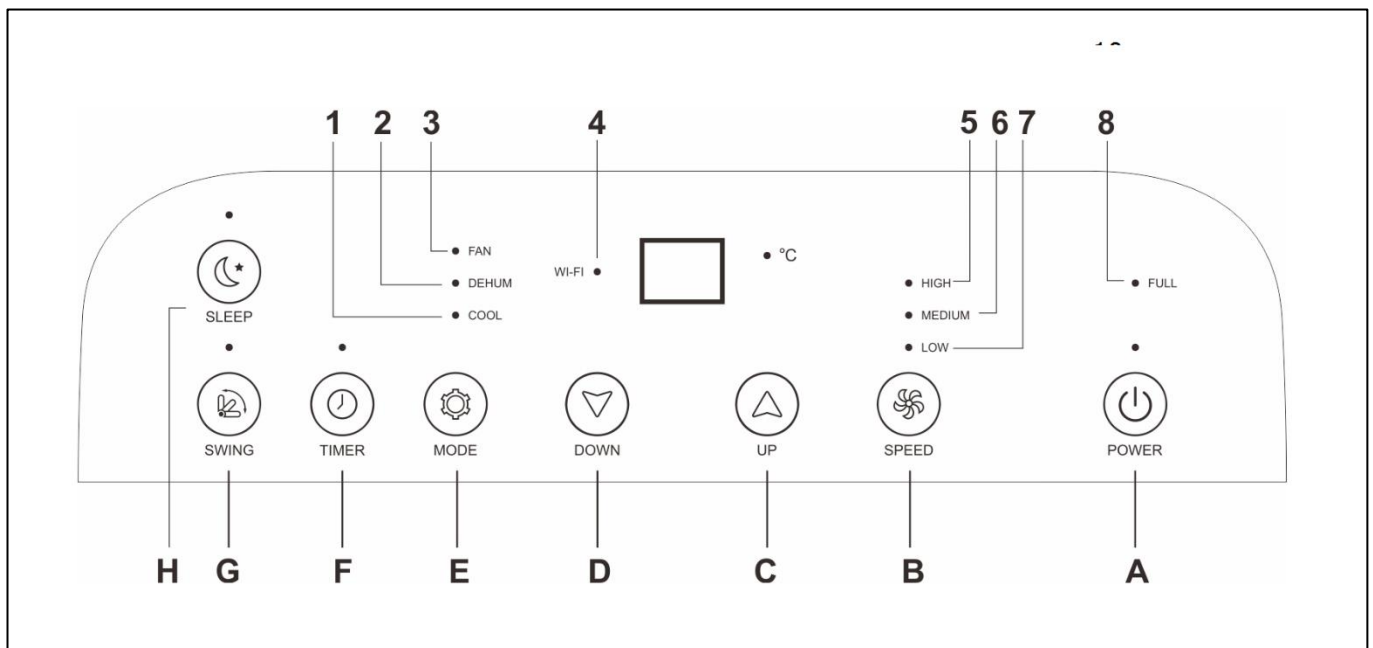 1 2 3 4 5 6 7 8
FAN
WI-FI
°C
DEHUM
HIGH
FULL
SLEEP
COOL
MEDIUM
LOW
SWING TIMER MODE DOWN UP SPEED POWER
H G F E D C B A